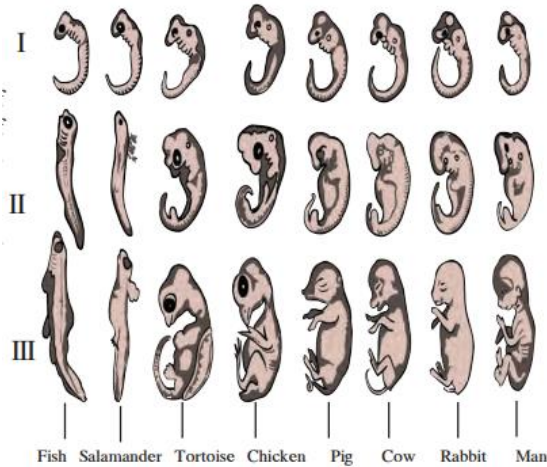 I
II
III
Fish Salamander Tortoise Chicken Pig Cow Rabbit Man